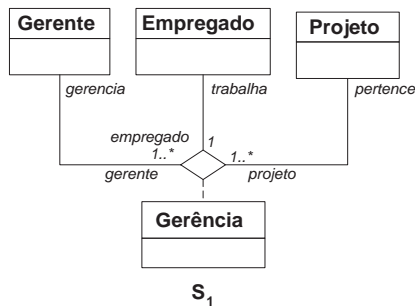 Gerente Empregado Projeto
gerencia trabalha pertence
empregado 1
1..* 1..*
gerente projeto
Gerência
S1